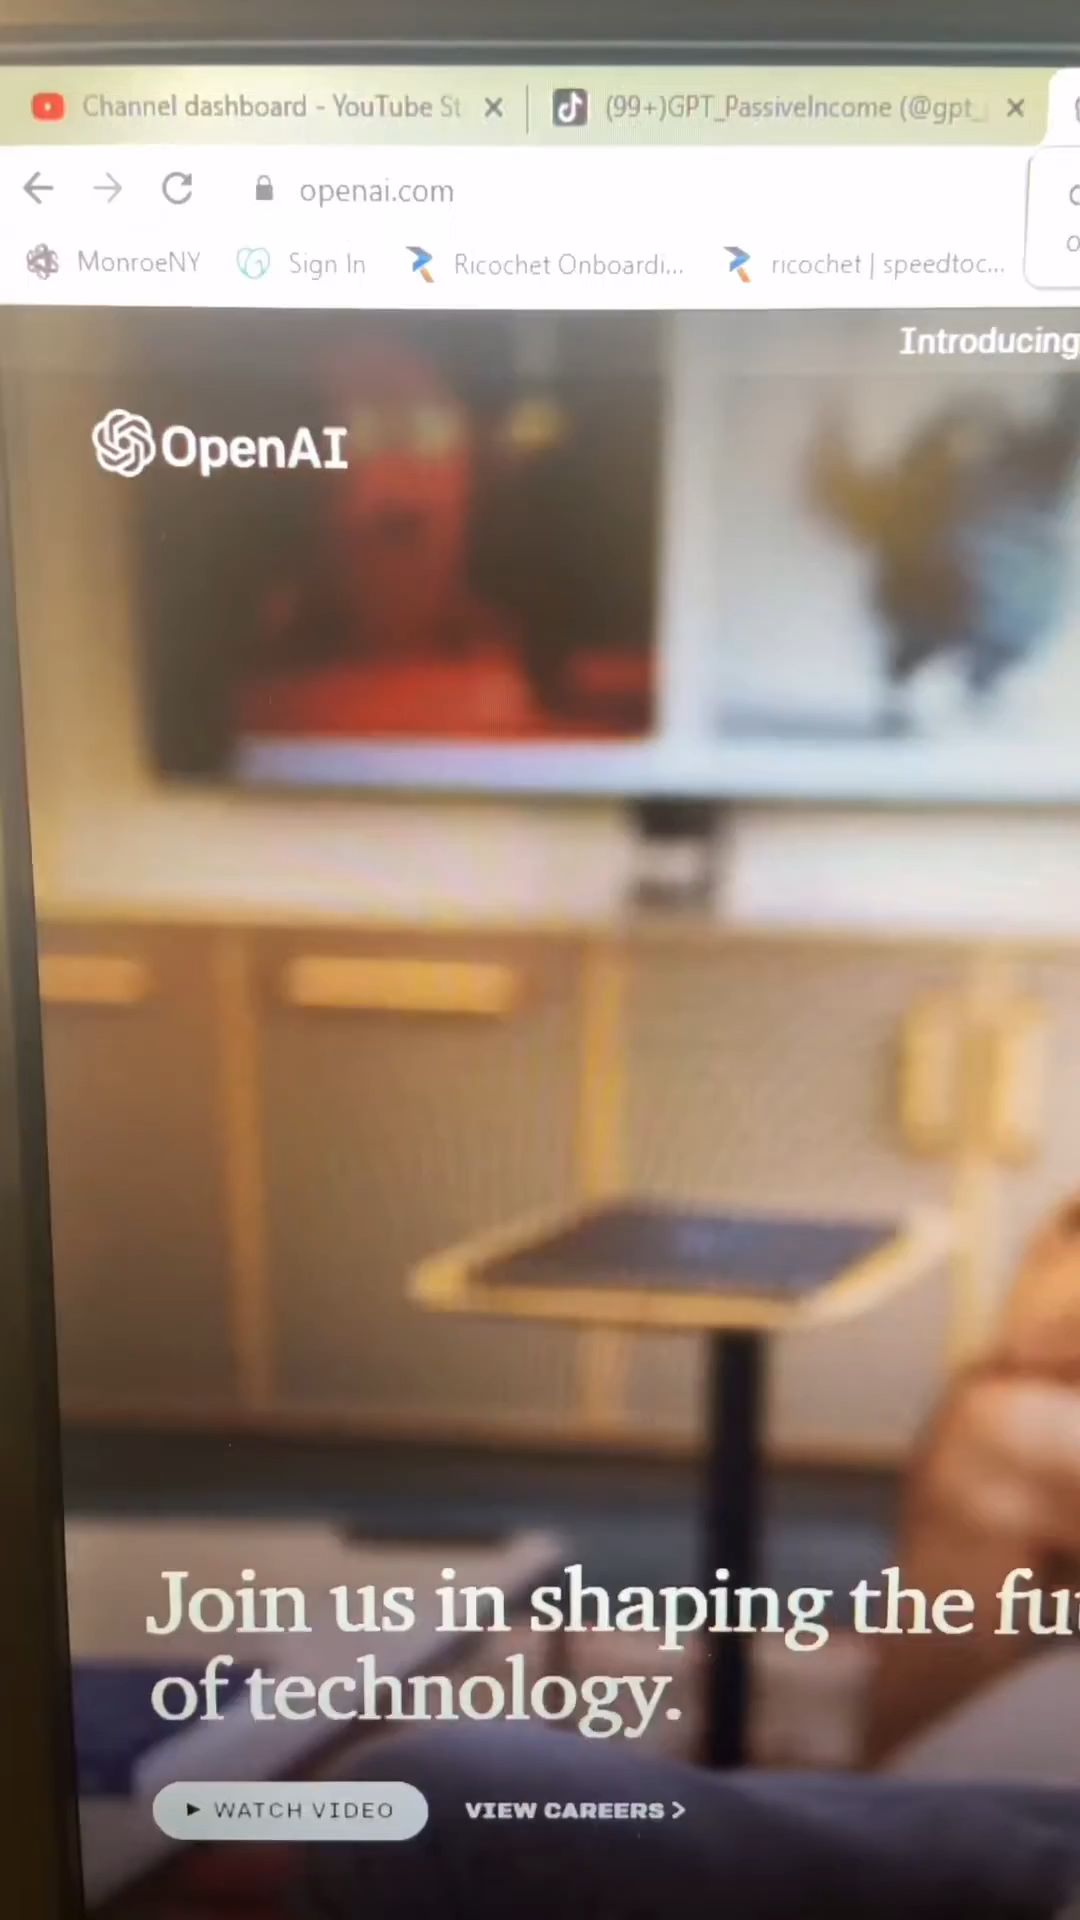 Channel dashboard - YouTube St
(99+)GPT_PassiveIncome (@gpt_
openai.com
MonroeNY
Sign In
Ricochet Onboardi...
ricochet | speedtoc...
Introducing
OpenAI
Join us in shaping the fu
of technology.
WATCH VIDEO
VIEW CAREERS >